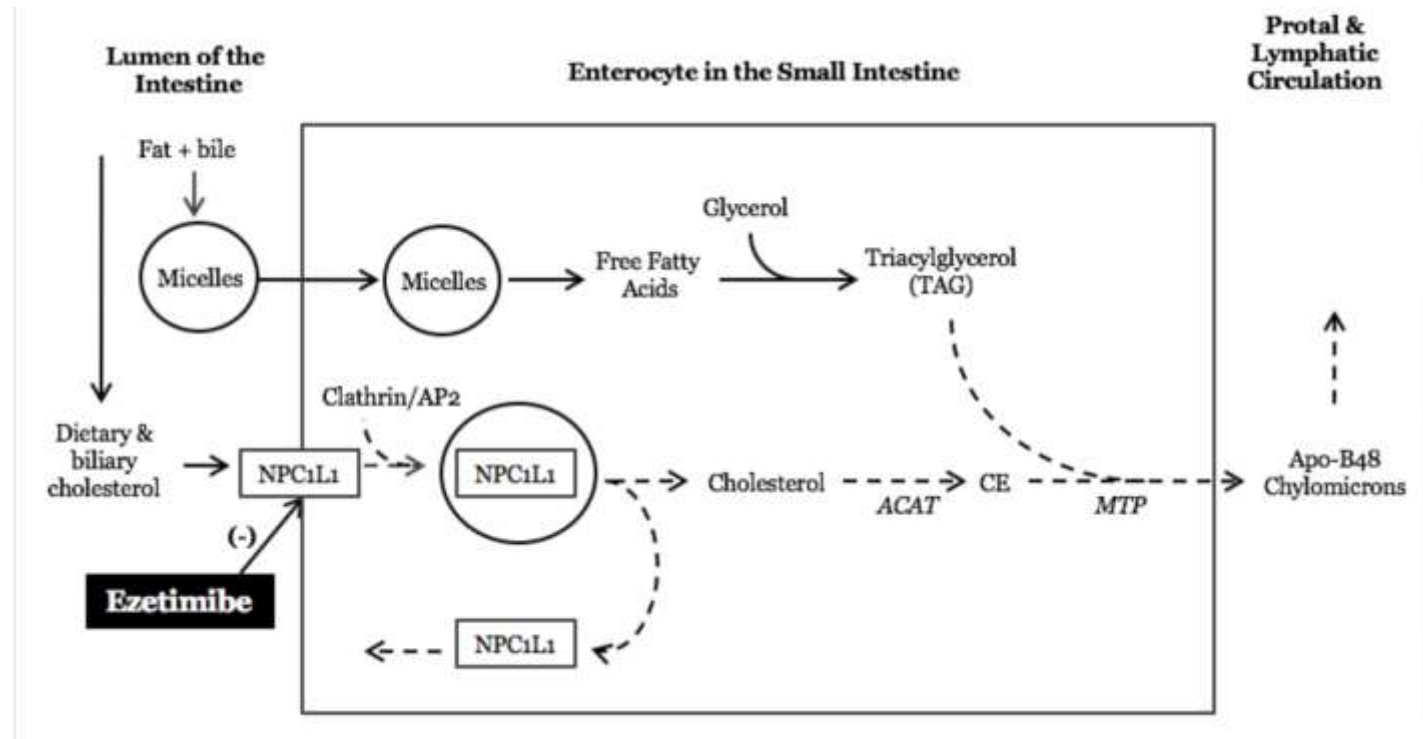 Lumen of the
Intestine
Enterocyte in the Small Intestine
Protal &
Lymphatic
Circulation
Fat + bile
Micelles
Micelles
Free Fatty
Acids
Glycerol
Triacylglycerol
(TAG)
Dietary &
biliary
cholesterol
NPC1L1
Clathrin/AP2
NPC1L1
Cholesterol
ACAT
CE
MTP
Apo-B48
Chylomicrons
(-)
Ezetimibe
NPC1L1